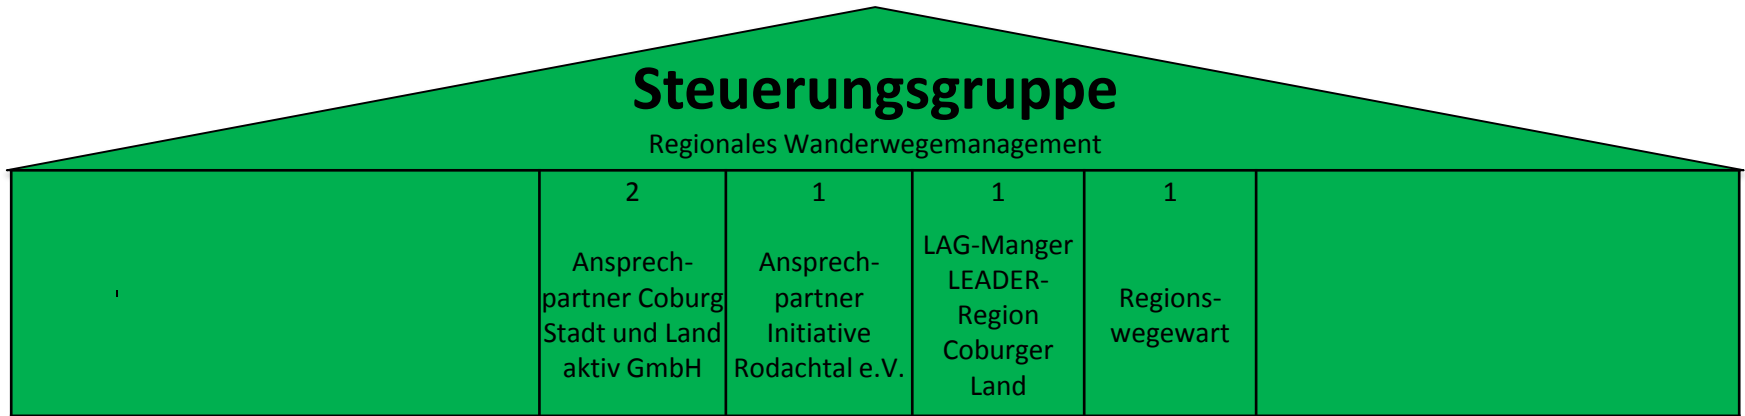 Steuerungsgruppe
Regionales Wanderwegemanagement
2
Ansprech-
partner Coburg
Stadt und Land
aktiv GmbH
1
Ansprech-
partner
Initiative
Rodachtal e.V.
1
LAG-Manger
LEADER-
Region
Coburger
Land
1
Regions-
wegewart